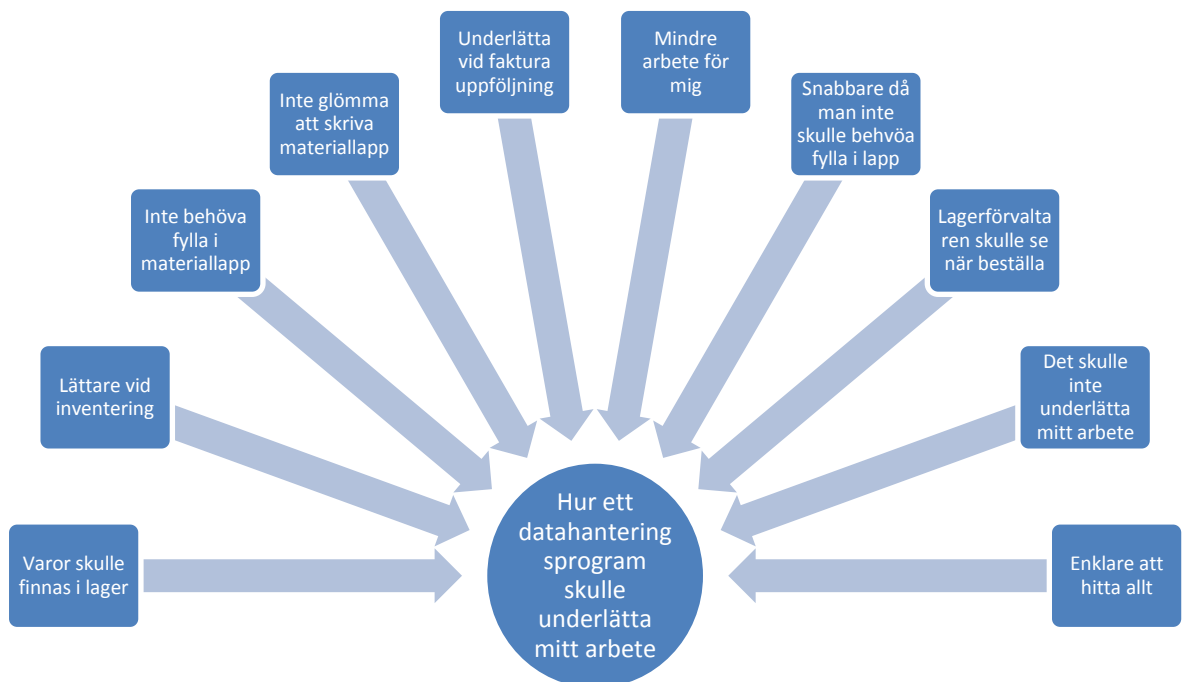 Underlätta
vid faktura
uppföljning
Mindre
arbete för
mig
Inte glömma
att skriva
materiallapp
Snabbare då
man inte
skulle behvöa
fylla i lapp
Inte behöva
fylla i
materiallapp
Lagerförvalta
ren skulle se
när beställa
Lättare vid
inventering
Det skulle
inte
underlätta
mitt arbete
Varor skulle
finnas i lager
Hur ett
datahantering
sprogram
skulle
underlätta
mitt arbete
Enklare att
hitta allt